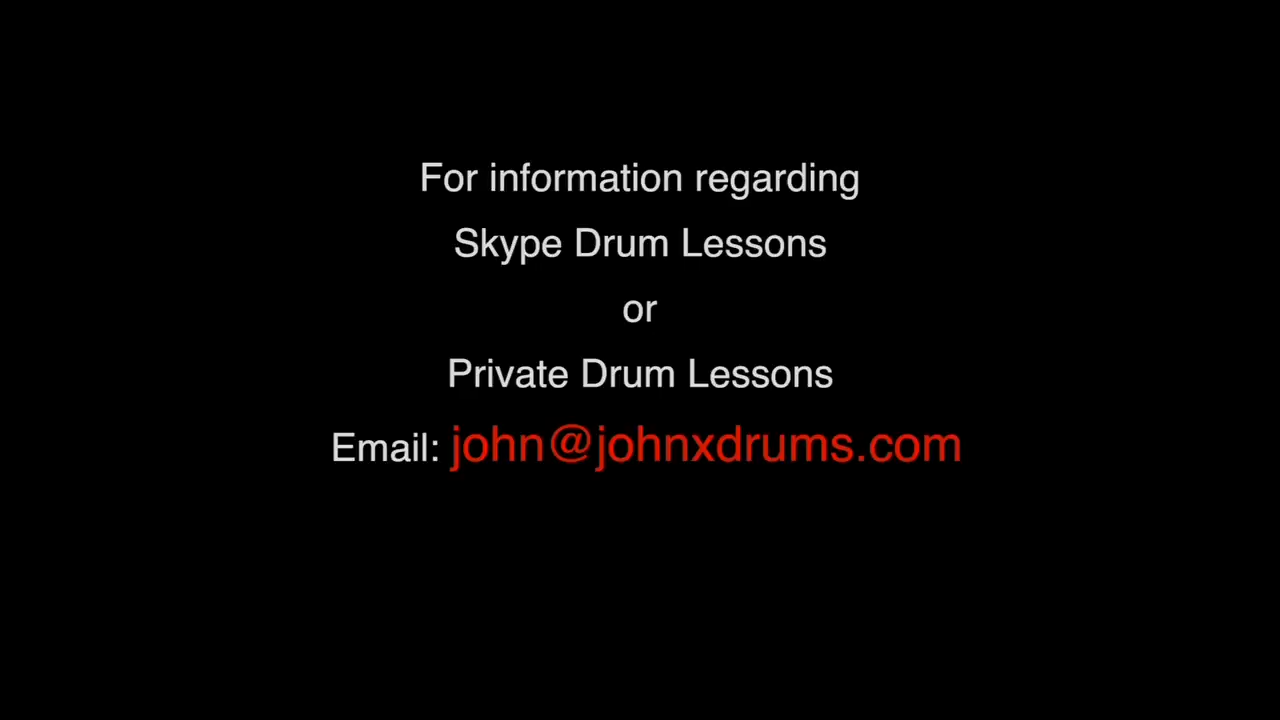 For information regarding
Skype Drum Lessons
or
Private Drum Lessons
Email: john@johnxdrums.com